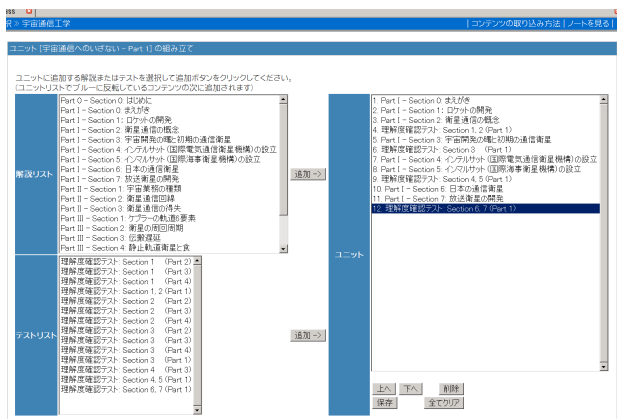 択 » 宇宙通信工学
| コンテンツの取り込み方法 | ノートを見る |
ユニット [宇宙通信へのいざない - Part 1] の組み立て
ユニットに追加する解説またはテストを選択して追加ボタンをクリックしてください。
(ユニットリストでブルーに反転しているコンテンツの次に追加されます)
解説リスト
Part 0 - Section 0: はじめに
Part I - Section 0: まえがき
Part I - Section 1: ロケットの開発
Part I - Section 2: 衛星通信の概念
Part I - Section 3: 宇宙開発の曙と初期の通信衛星
Part I - Section 4: インテルサット (国際電気通信衛星機構)の設立
Part I - Section 5: インマルサット (国際海事衛星機構)の設立
Part I - Section 6: 日本の通信衛星
Part I - Section 7: 放送衛星の開発
Part II - Section 1: 宇宙業務の種類
Part II - Section 2: 衛星通信回線
Part II - Section 3: 衛星通信の得失
Part III - Section 1: ケプラーの軌道6要素
Part III - Section 2: 衛星の周回周期
Part III - Section 3: 伝搬遅延
Part III - Section 4: 静止軌道衛星と食
追加 ->
テストリスト
理解度確認テスト: Section 1 (Part 2)
理解度確認テスト: Section 1 (Part 3)
理解度確認テスト: Section 1 (Part 4)
理解度確認テスト: Section 1, 2 (Part 1)
理解度確認テスト: Section 2 (Part 2)
理解度確認テスト: Section 2 (Part 3)
理解度確認テスト: Section 2 (Part 4)
理解度確認テスト: Section 3 (Part 2)
理解度確認テスト: Section 3 (Part 3)
理解度確認テスト: Section 3 (Part 4)
理解度確認テスト: Section 3 (Part 1)
理解度確認テスト: Section 4 (Part 3)
理解度確認テスト: Section 4, 5 (Part 1)
理解度確認テスト: Section 6, 7 (Part 1)
追加 ->
ユニット
1. Part I - Section 0: まえがき
2. Part I - Section 1: ロケットの開発
3. Part I - Section 2: 衛星通信の概念
4. 理解度確認テスト: Section 1, 2 (Part 1)
5. Part I - Section 3: 宇宙開発の曙と初期の通信衛星
6. 理解度確認テスト: Section 3 (Part 1)
7. Part I - Section 4: インテルサット (国際電気通信衛星機構)の設立
8. Part I - Section 5: インマルサット (国際海事衛星機構)の設立
9. 理解度確認テスト: Section 4, 5 (Part 1)
10. Part I - Section 6: 日本の通信衛星
11. Part I - Section 7: 放送衛星の開発
12. 理解度確認テスト: Section 6, 7 (Part 1)
上へ 下へ 削除
保存 全てクリア